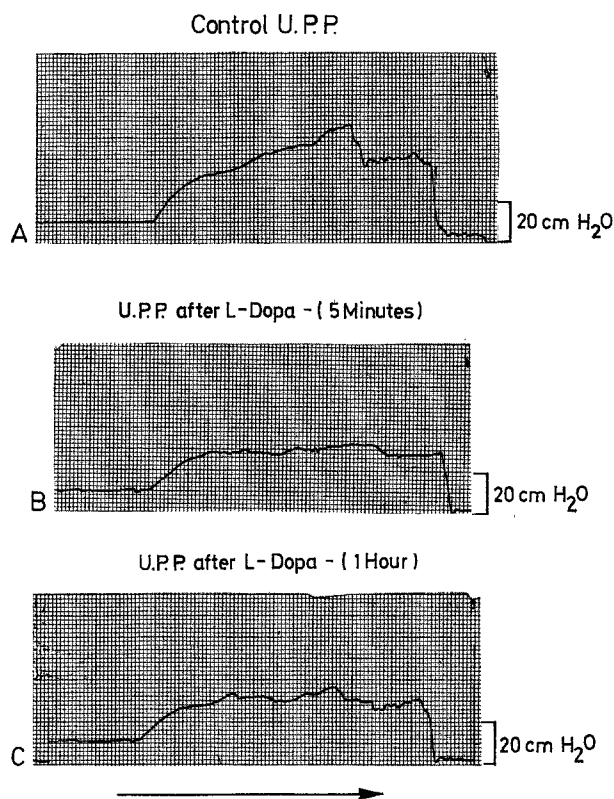 Control U.P.P.
A
20 cm H₂O
U.P.P. after L-Dopa - (5 Minutes)
B
20 cm H₂O
U.P.P. after L-Dopa - (1 Hour)
C
20 cm H₂O